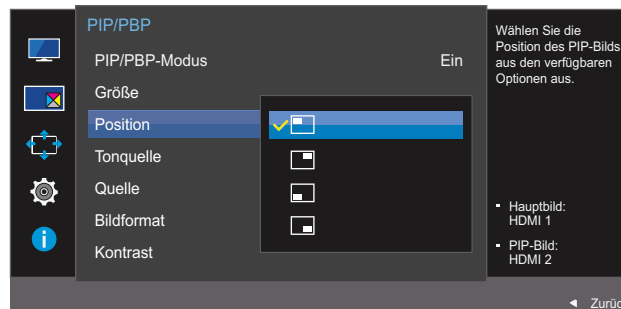 PIP/PBP
PIP/PBP-Modus Ein
Größe
Position
Tonquelle
Quelle
Bildformat
Kontrast
Wählen Sie die
Position des PIP-Bilds
aus den verfügbaren
Optionen aus.
Hauptbild:
HDMI 1
PIP-Bild:
HDMI 2
Zurüc